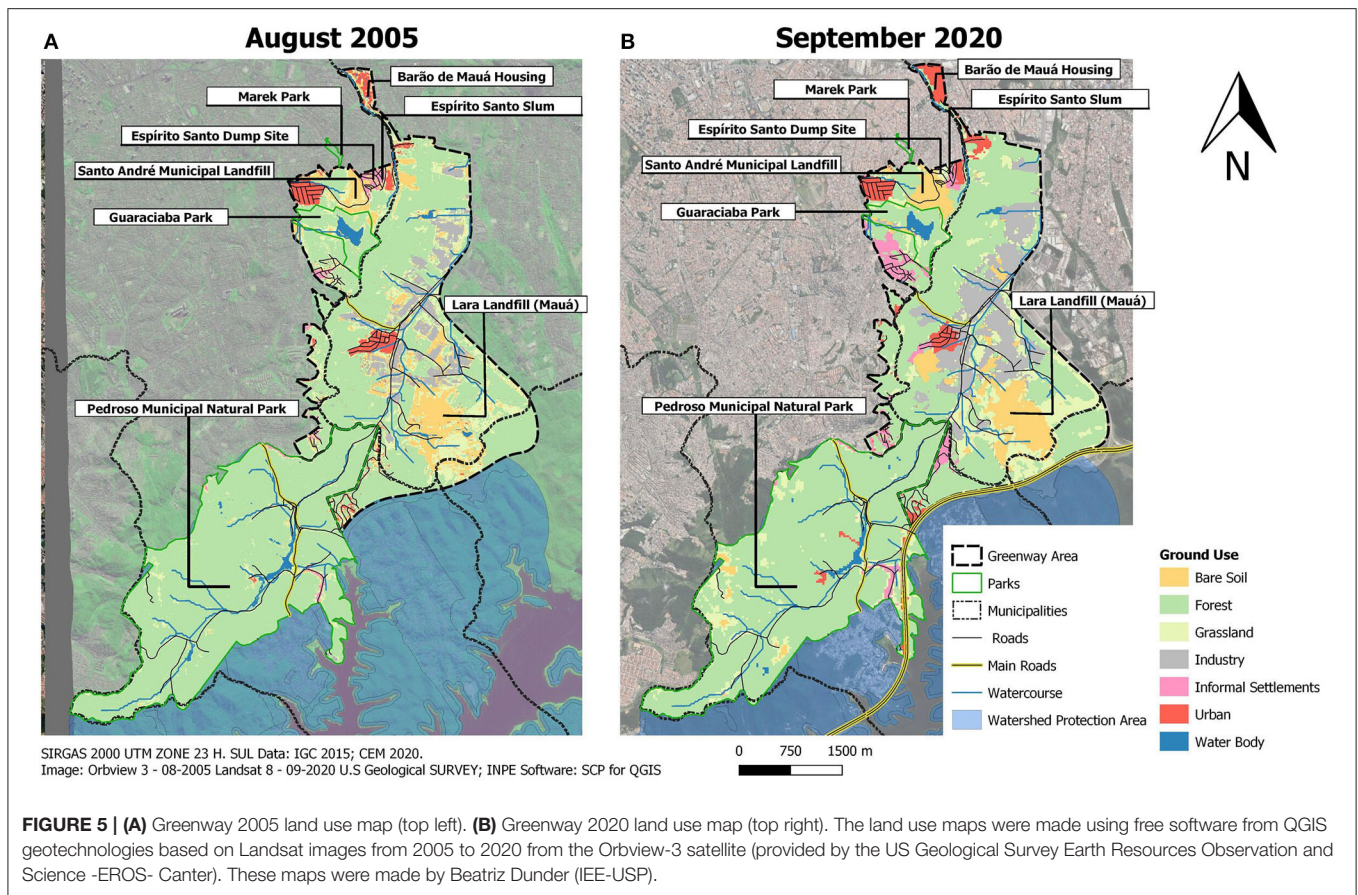 A
August 2005
Barão de Mauá Housing
Marek Park
Espírito Santo Slum
Espírito Santo Dump Site
Santo André Municipal Landfill
Guaraciaba Park
Lara Landfill (Mauá)
Pedroso Municipal Natural Park
B
September 2020
Barão de Mauá Housing
Marek Park
Espírito Santo Slum
Espírito Santo Dump Site
Santo André Municipal Landfill
Guaraciaba Park
Lara Landfill (Mauá)
Pedroso Municipal Natural Park
N
Greenway Area
Parks
Municipalities
Roads
Main Roads
Watercourse
Watershed Protection Area
Ground Use
Bare Soil
Forest
Grassland
Industry
Informal Settlements
Urban
Water Body
SIRGAS 2000 UTM ZONE 23 H. SUL Data: IGC 2015; CEM 2020.
Image: Orbview 3 - 08-2005 Landsat 8 - 09-2020 U.S Geological SURVEY; INPE Software: SCP for QGIS
0 750 1500 m
FIGURE 5 | (A) Greenway 2005 land use map (top left). (B) Greenway 2020 land use map (top right). The land use maps were made using free software from QGIS
geotechnologies based on Landsat images from 2005 to 2020 from the Orbview-3 satellite (provided by the US Geological Survey Earth Resources Observation and
Science -EROS- Canter). These maps were made by Beatriz Dunder (IEE-USP).